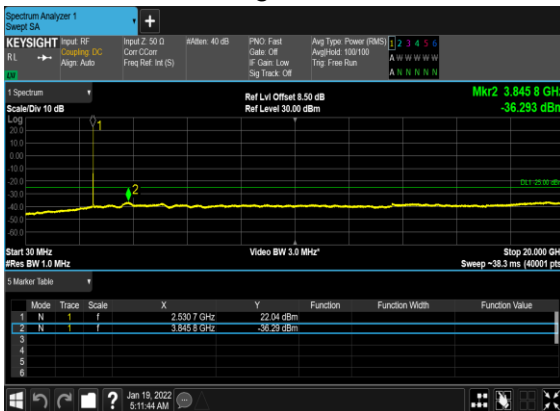 Spectrum Analyzer 1
Swept SA
+
KEYSIGHT Input: RF Input Z: 50 Ω #Atten: 40 dB PNO: Fast Avg Type: Power (RMS) 1 2 3 4 5 6
RL Coupling: DC Corr CCorr Gate: Off Avg|Hold: 100/100 A W W W W W
Align: Auto Freq Ref: Int (S) IF Gain: Low Trig: Free Run
Sig Track: Off A N N N N N
LV
1 Spectrum
Scale/Div 10 dB
Ref Lvl Offset 8.50 dB
Ref Level 30.00 dBm
Mkr2 3.845 8 GHz
-36.293 dBm
Log
20.0
10.0
0.00
-10.0
-20.0
-30.0
-40.0
-50.0
-60.0
1
2
DL1 -25.00 dBm
Start 30 MHz Video BW 3.0 MHz* Stop 20.000 GHz
#Res BW 1.0 MHz Sweep ~38.3 ms (40001 pts)
5 Marker Table
Mode Trace Scale X Y Function Function Width Function Value
1 N 1 f 2.530 7 GHz 22.04 dBm
2 N 1 f 3.845 8 GHz -36.29 dBm
3
4
5
6
?
Jan 19, 2022
5:11:44 AM